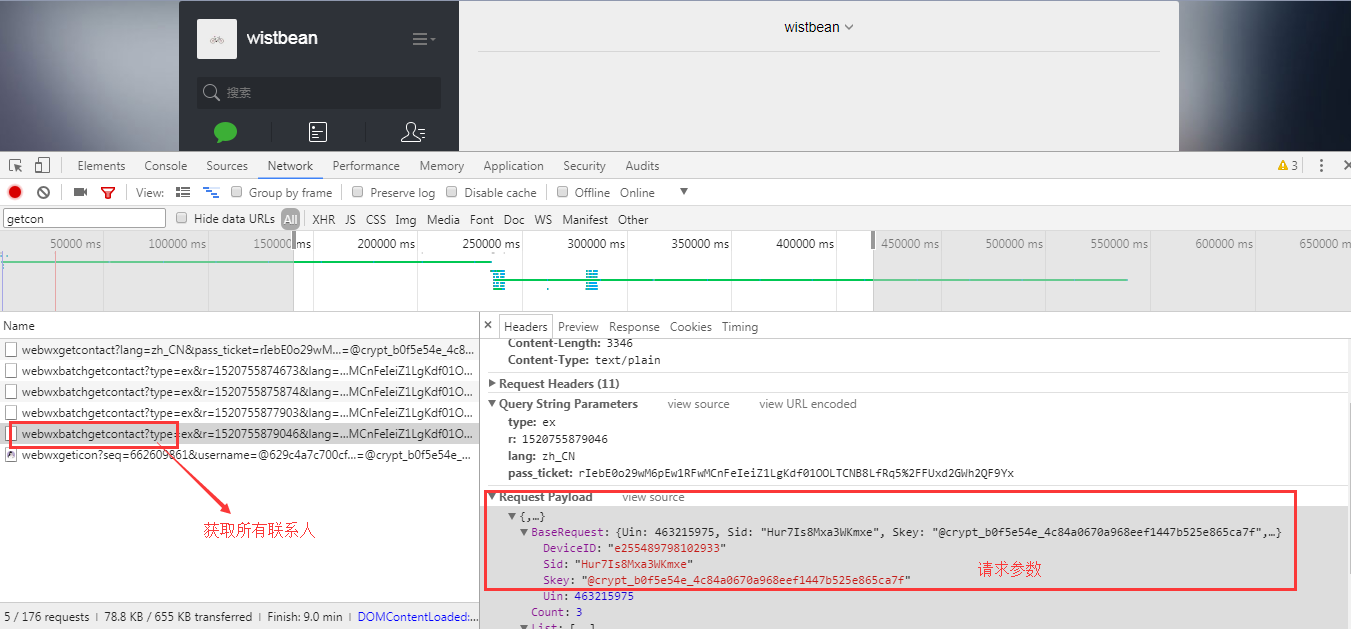 wistbean
wistbean
搜索
Elements Console Sources Network Performance Memory Application Security Audits 3
View: Group by frame Preserve log Disable cache Offline Online
getcon Hide data URLs All XHR JS CSS Img Media Font Doc WS Manifest Other
50000 ms 100000 ms 150000 ms 200000 ms 250000 ms 300000 ms 350000 ms 400000 ms 450000 ms 500000 ms 550000 ms 600000 ms 650000 m
Name
webwxgetcontact?lang=zh_CN&pass_ticket=rIebE0o29wM...=@crypt_b0f5e54e_4c8...
webwxbatchgetcontact?type=ex&r=1520755874673&lang=...MCnFeIeiZ1LgKdf01O...
webwxbatchgetcontact?type=ex&r=1520755875874&lang=...MCnFeIeiZ1LgKdf01O...
webwxbatchgetcontact?type=ex&r=1520755877903&lang=...MCnFeIeiZ1LgKdf01O...
webwxbatchgetcontact?type=ex&r=1520755879046&lang=...MCnFeIeiZ1LgKdf01O...
webwxgeticon?seq=662609861&username=@629c4a7c700cf...=@crypt_b0f5e54e_...
获取所有联系人
5 / 176 requests | 78.8 KB / 655 KB transferred | Finish: 9.0 min | DOMContentLoaded:...
× Headers Preview Response Cookies Timing
Content-Length: 3346
Content-Type: text/plain
Request Headers (11)
Query String Parameters view source view URL encoded
type: ex
r: 1520755879046
lang: zh_CN
pass_ticket: rIebE0o29wM6pEw1RFwMCnFeIeiZ1LgKdf01OOLTCNB8LfRq5%2FFUxd2GWh2QF9Yx
Request Payload view source
{,…}
BaseRequest: {Uin: 463215975, Sid: "Hur7Is8Mxa3WKmxe", Skey: "@crypt_b0f5e54e_4c84a0670a968eef1447b525e865ca7f",…}
DeviceID: "e255489798102933"
Sid: "Hur7Is8Mxa3WKmxe"
Skey: "@crypt_b0f5e54e_4c84a0670a968eef1447b525e865ca7f"
请求参数
Uin: 463215975
Count: 3
List: [,…]